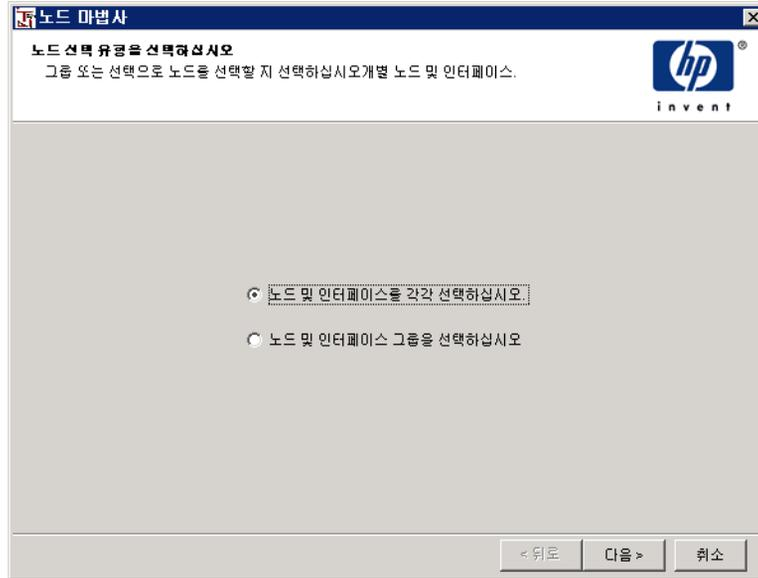 노드 마법사
노드 선택 유형을 선택하십시오
그룹 또는 선택으로 노드를 선택할 지 선택하십시오개별 노드 및 인터페이스.
hp
®
invent
노드 및 인터페이스를 각각 선택하십시오.
노드 및 인터페이스 그룹을 선택하십시오
< 뒤로
다음 >
취소